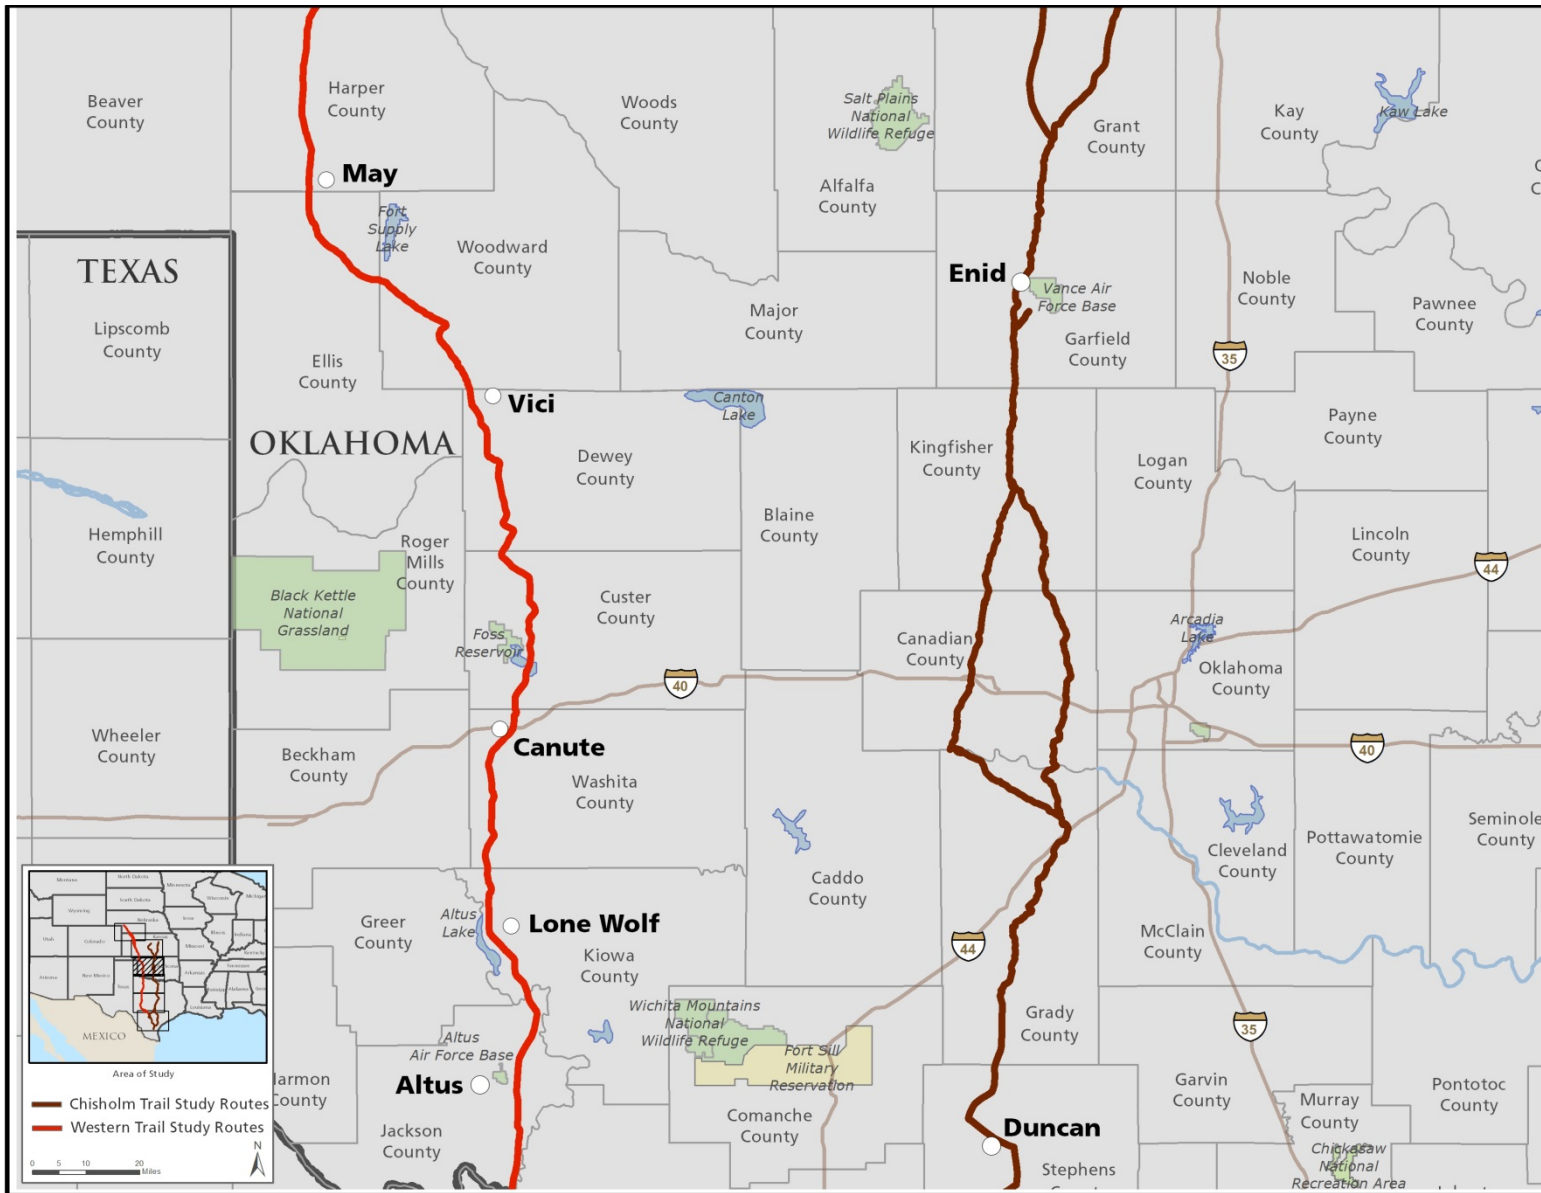 Beaver
County
Harper
County
Woods
County
Salt Plains
National
Wildlife Refuge
Grant
County
Kay
County
Kaw Lake
May
Alfalfa
County
Fort
Supply
Lake
Woodward
County
TEXAS
Enid
Vance Air
Force Base
Noble
County
Pawnee
County
Lipscomb
County
Major
County
Garfield
County
35
Ellis
County
Vici
Canton
Lake
OKLAHOMA
Dewey
County
Kingfisher
County
Logan
County
Payne
County
Hemphill
County
Roger
Mills
County
Blaine
County
Lincoln
County
44
Black Kettle
National
Grassland
Custer
County
Foss
Reservoir
Canadian
County
Arcadia
Lake
Oklahoma
County
40
Wheeler
County
Beckham
County
Canute
Washita
County
40
Cleveland
County
Pottawatomie
County
Seminole
County
Caddo
County
Greer
County
Altus
Lake
Lone Wolf
Kiowa
County
44
McClain
County
Wichita Mountains
National
Wildlife Refuge
Fort Sill
Military
Reservation
Grady
County
35
Altus
Air Force Base
Altus
Garvin
County
Murray
County
Pontotoc
County
Comanche
County
Jackson
County
Duncan
Stephens
Chickasaw
National
Recreation Area
armon
County
MEXICO
Area of Study
Chisholm Trail Study Routes
Western Trail Study Routes
N
0 5 10 20
Miles